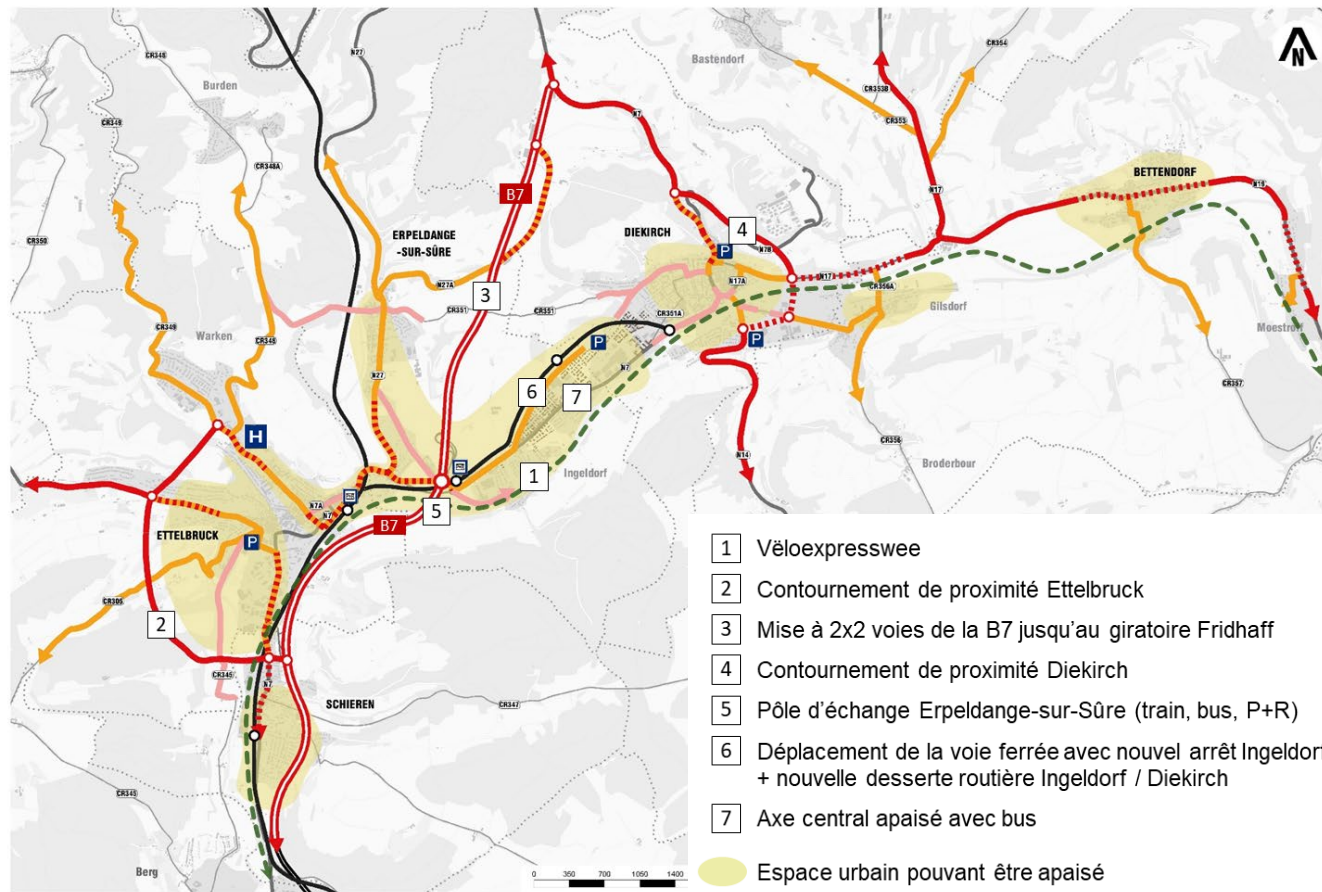 N
CR348
N27
Burden
CR349
CR348A
CR350
Bastendorf
CR354
CR353B
CR353
N7
B7
N17
BETTENDORF
N19
ERPELDANGE
-SUR-SÛRE
DIEKIRCH
4
P
N7B
N27A
3
N17A
N17
CR351
CR351
CR351A
CR356A
Gilsdorf
CR349
Warken
CR348
P
P
Moestroff
N27
6
7
N7
CR357
H
1
Ingeldorf
N14
CR356
Broderbour
N7A
N7
5
B7
ETTELBRUCK
P
CR306
2
N7
CR345
SCHIEREN
CR347
CR345
Berg
0 350 700 1050 1400
1 Vëloexpresswee
2 Contournement de proximité Ettelbruck
3 Mise à 2x2 voies de la B7 jusqu'au giratoire Fridhaff
4 Contournement de proximité Diekirch
5 Pôle d'échange Erpeldange-sur-Sûre (train, bus, P+R)
6 Déplacement de la voie ferrée avec nouvel arrêt Ingeldorf
+ nouvelle desserte routière Ingeldorf / Diekirch
7 Axe central apaisé avec bus
Espace urbain pouvant être apaisé